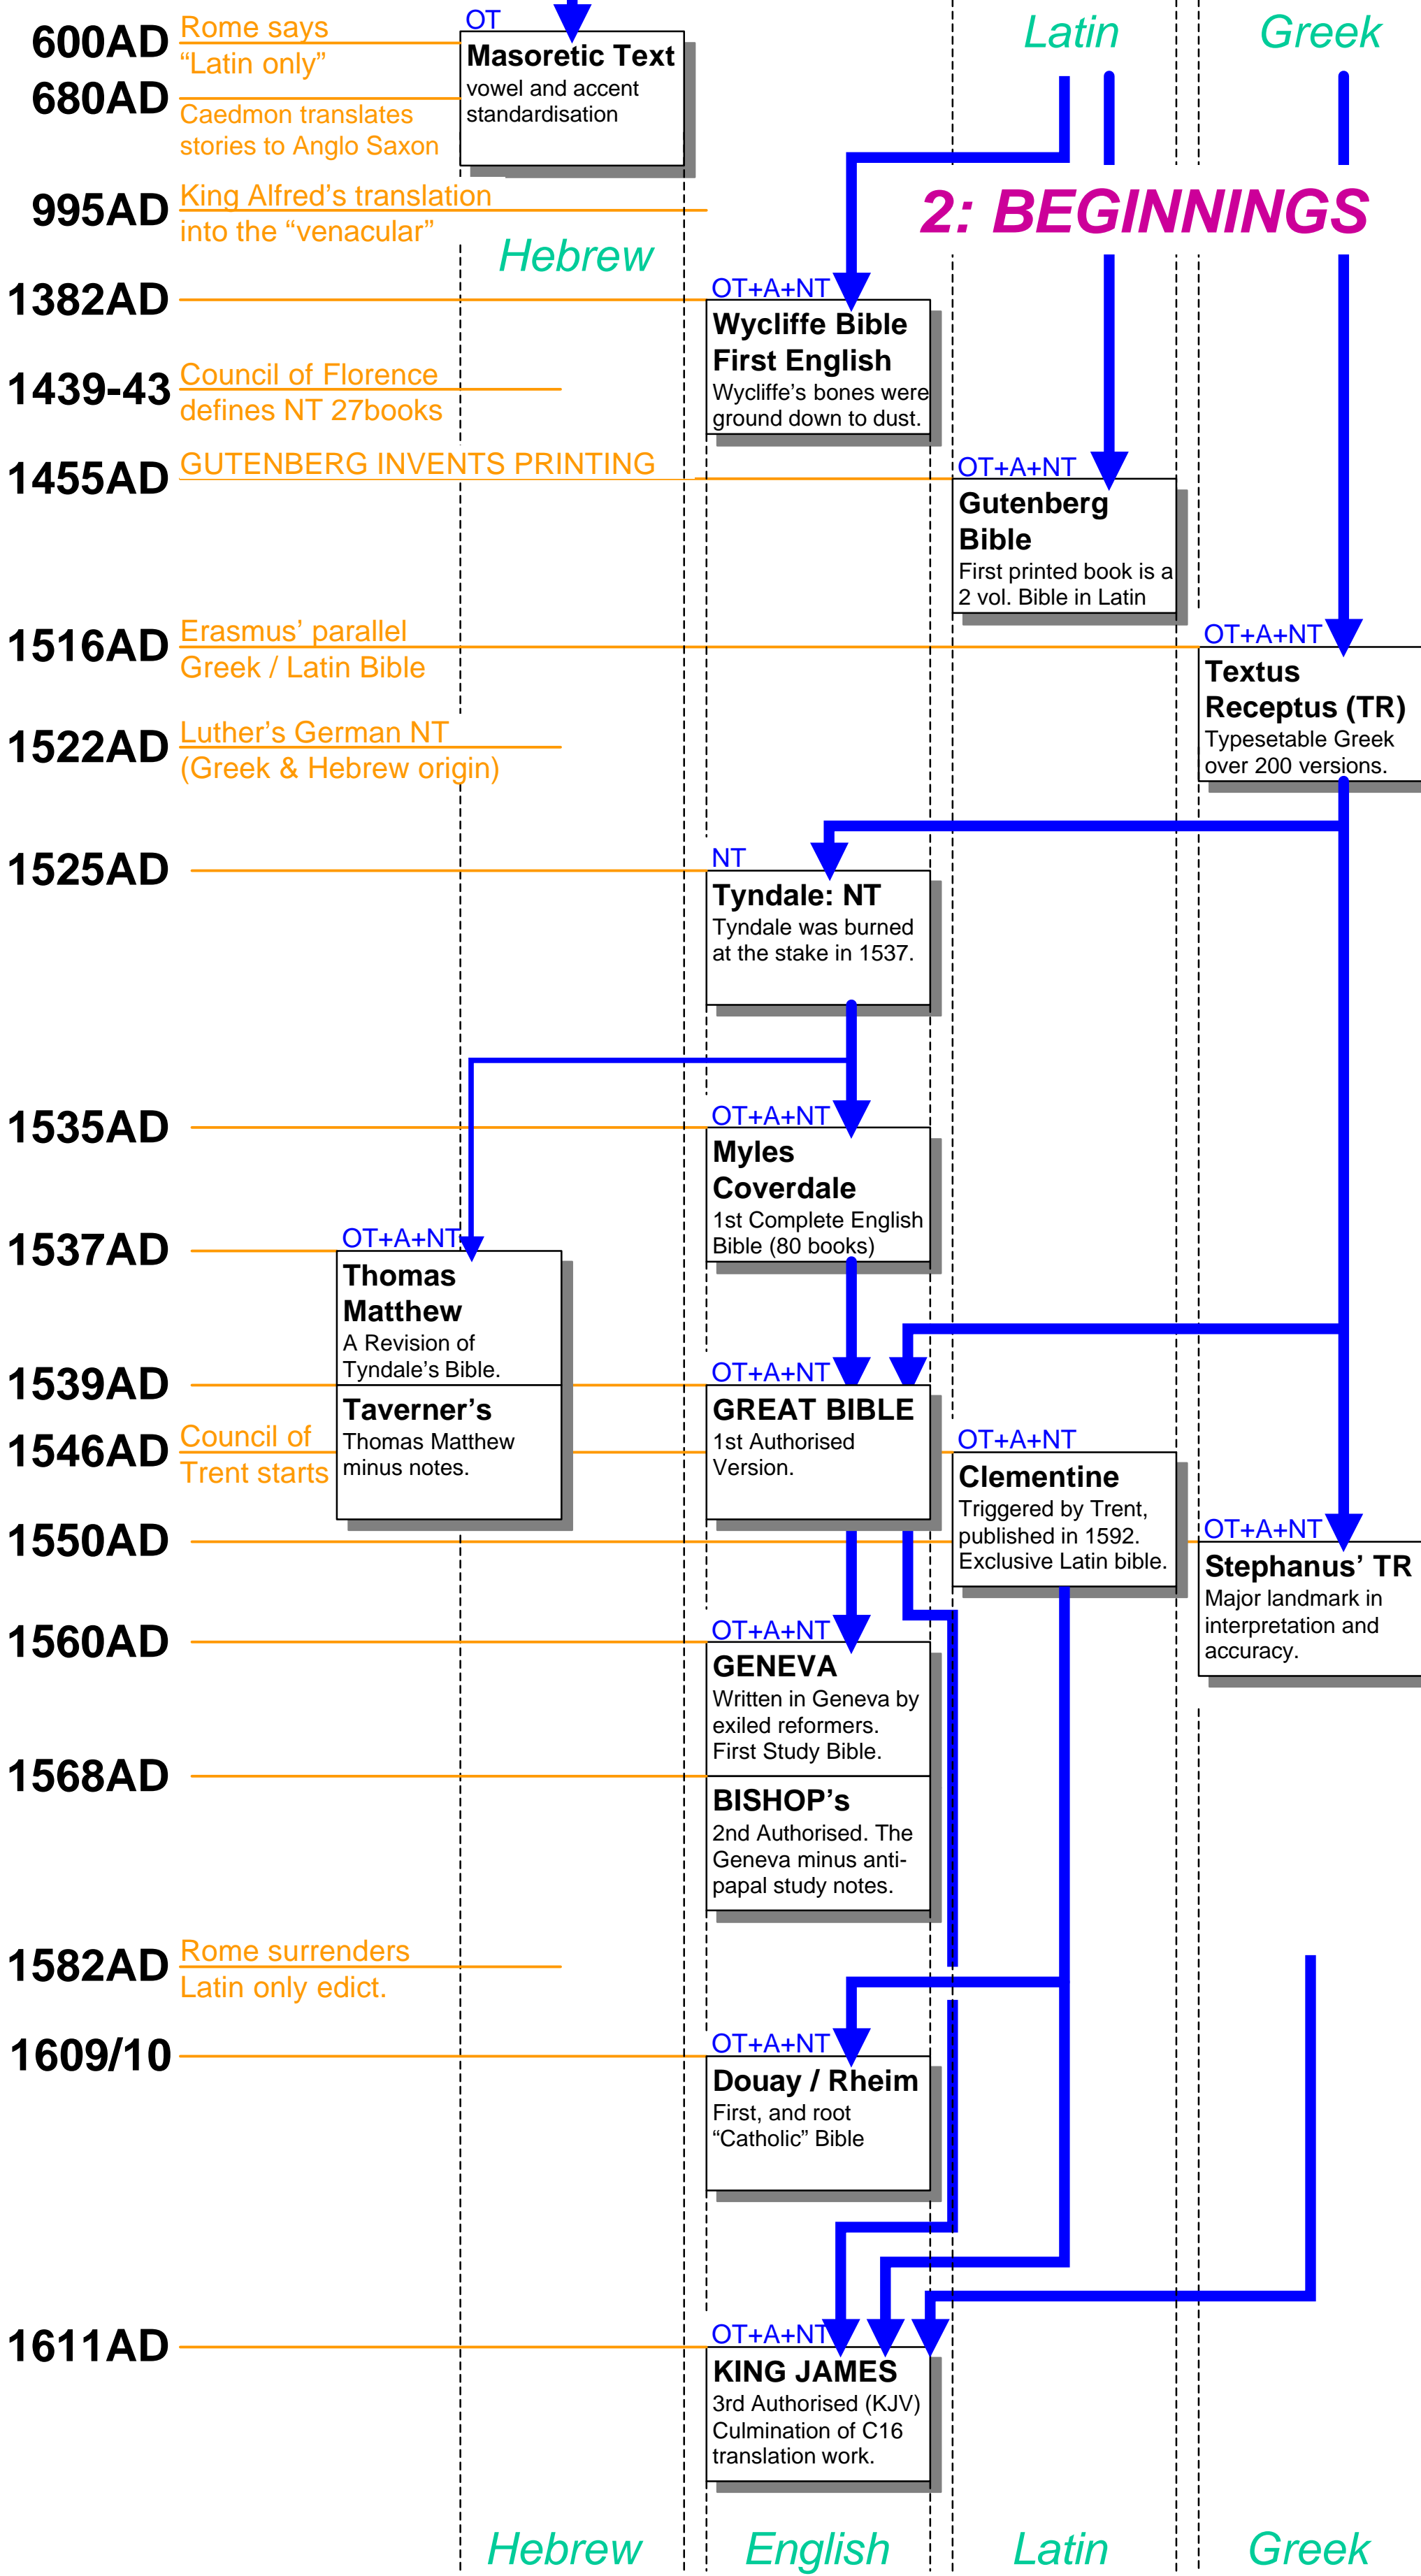 OT
Latin
Greek
600AD
Rome says
“Latin only”
Masoretic Text
vowel and accent
standardisation
680AD
Caedmon translates
stories to Anglo Saxon
995AD
King Alfred’s translation
into the “venacular”
2: BEGINNINGS
Hebrew
1382AD
OT+A+NT
Wycliffe Bible
First English
Wycliffe’s bones were
ground down to dust.
1439-43
Council of Florence
defines NT 27books
1455AD
GUTENBERG INVENTS PRINTING
OT+A+NT
Gutenberg
Bible
First printed book is a
2 vol. Bible in Latin
1516AD
Erasmus’ parallel
Greek / Latin Bible
OT+A+NT
Textus
Receptus (TR)
Typesetable Greek
over 200 versions.
1522AD
Luther’s German NT
(Greek & Hebrew origin)
1525AD
NT
Tyndale: NT
Tyndale was burned
at the stake in 1537.
1535AD
OT+A+NT
Myles
Coverdale
1st Complete English
Bible (80 books)
1537AD
OT+A+NT
Thomas
Matthew
A Revision of
Tyndale’s Bible.
1539AD
Taverner’s
Thomas Matthew
minus notes.
OT+A+NT
GREAT BIBLE
1st Authorised
Version.
1546AD
Council of
Trent starts
OT+A+NT
Clementine
Triggered by Trent,
published in 1592.
Exclusive Latin bible.
1550AD
OT+A+NT
Stephanus’ TR
Major landmark in
interpretation and
accuracy.
1560AD
OT+A+NT
GENEVA
Written in Geneva by
exiled reformers.
First Study Bible.
1568AD
BISHOP's
2nd Authorised. The
Geneva minus anti-
papal study notes.
1582AD
Rome surrenders
Latin only edict.
1609/10
OT+A+NT
Douay / Rheim
First, and root
“Catholic” Bible
1611AD
OT+A+NT
KING JAMES
3rd Authorised (KJV)
Culmination of C16
translation work.
Hebrew
English
Latin
Greek